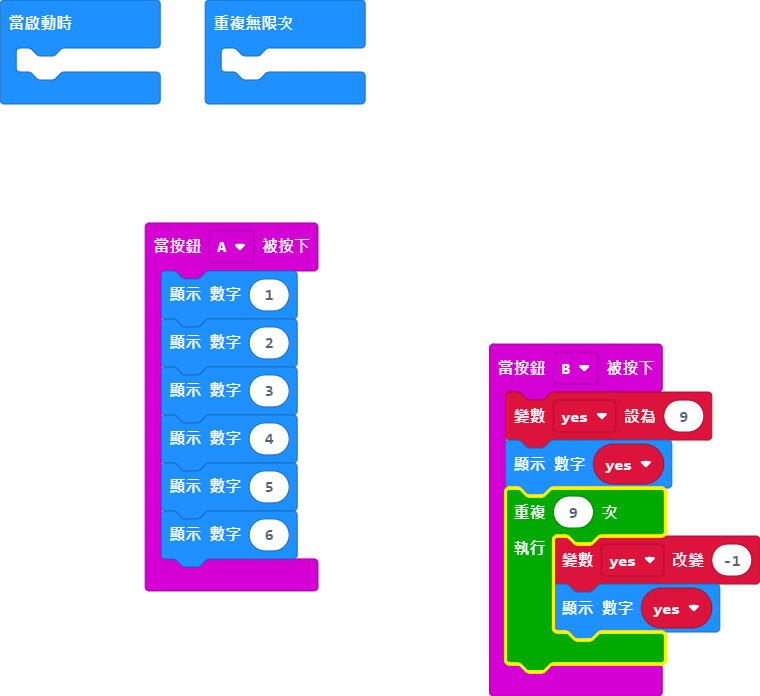 當啟動時
重複無限次
當按鈕 A 被按下
顯示 數字 1
顯示 數字 2
顯示 數字 3
顯示 數字 4
顯示 數字 5
顯示 數字 6
當按鈕 B 被按下
變數 yes 設為 9
顯示 數字 yes
重複 9 次
執行
變數 yes 改變 -1
顯示 數字 yes